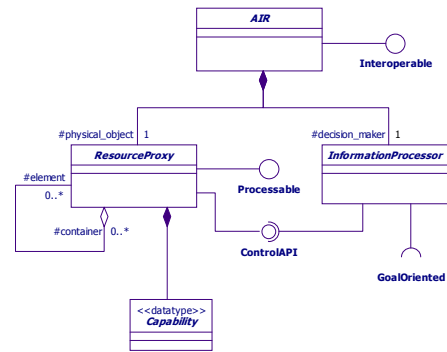 AIR
Interoperable
#physical_object 1
#decision_maker 1
ResourceProxy
InformationProcessor
#element
0..*
Processable
#container 0..*
ControlAPI
GoalOriented
<<datatype>>
Capability